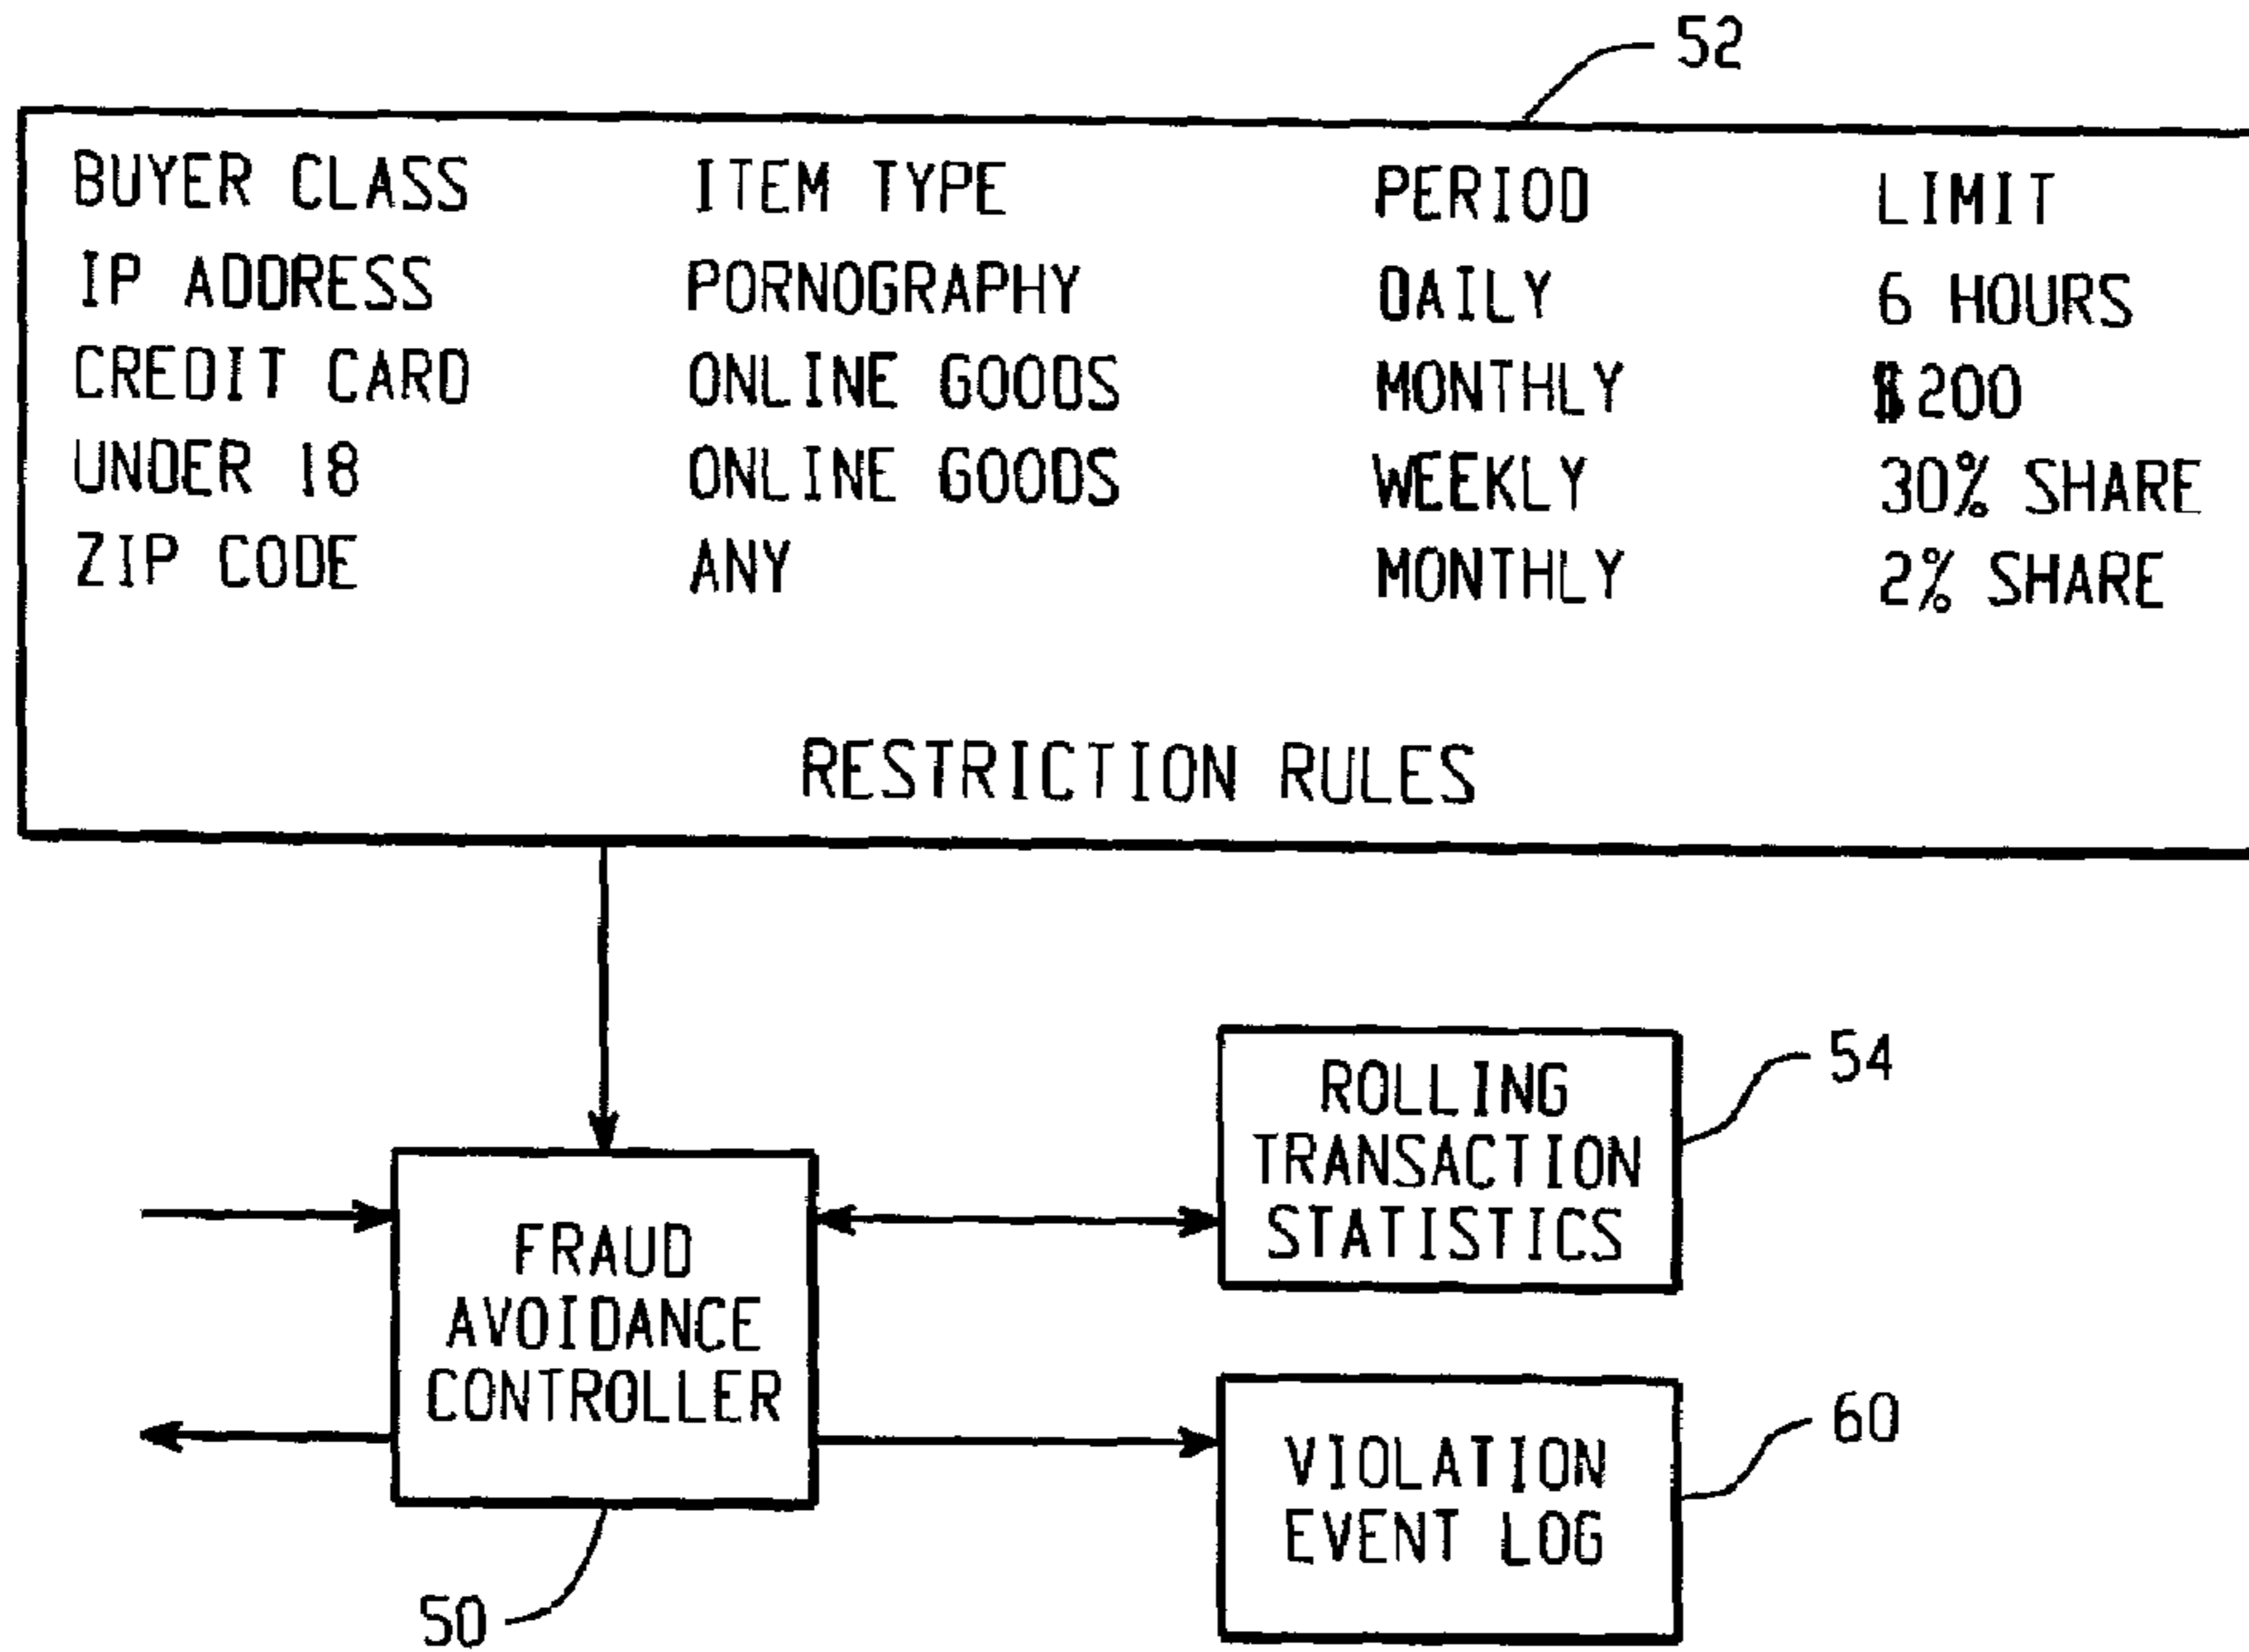 52
BUYER CLASS ITEM TYPE PERIOD LIMIT
IP ADDRESS PORNOGRAPHY DAILY 6 HOURS
CREDIT CARD ONLINE GOODS MONTHLY $200
UNDER 18 ONLINE GOODS WEEKLY 30% SHARE
ZIP CODE ANY MONTHLY 2% SHARE
RESTRICTION RULES
ROLLING
TRANSACTION
STATISTICS
54
FRAUD
AVOIDANCE
CONTROLLER
VIOLATION
EVENT LOG
60
50